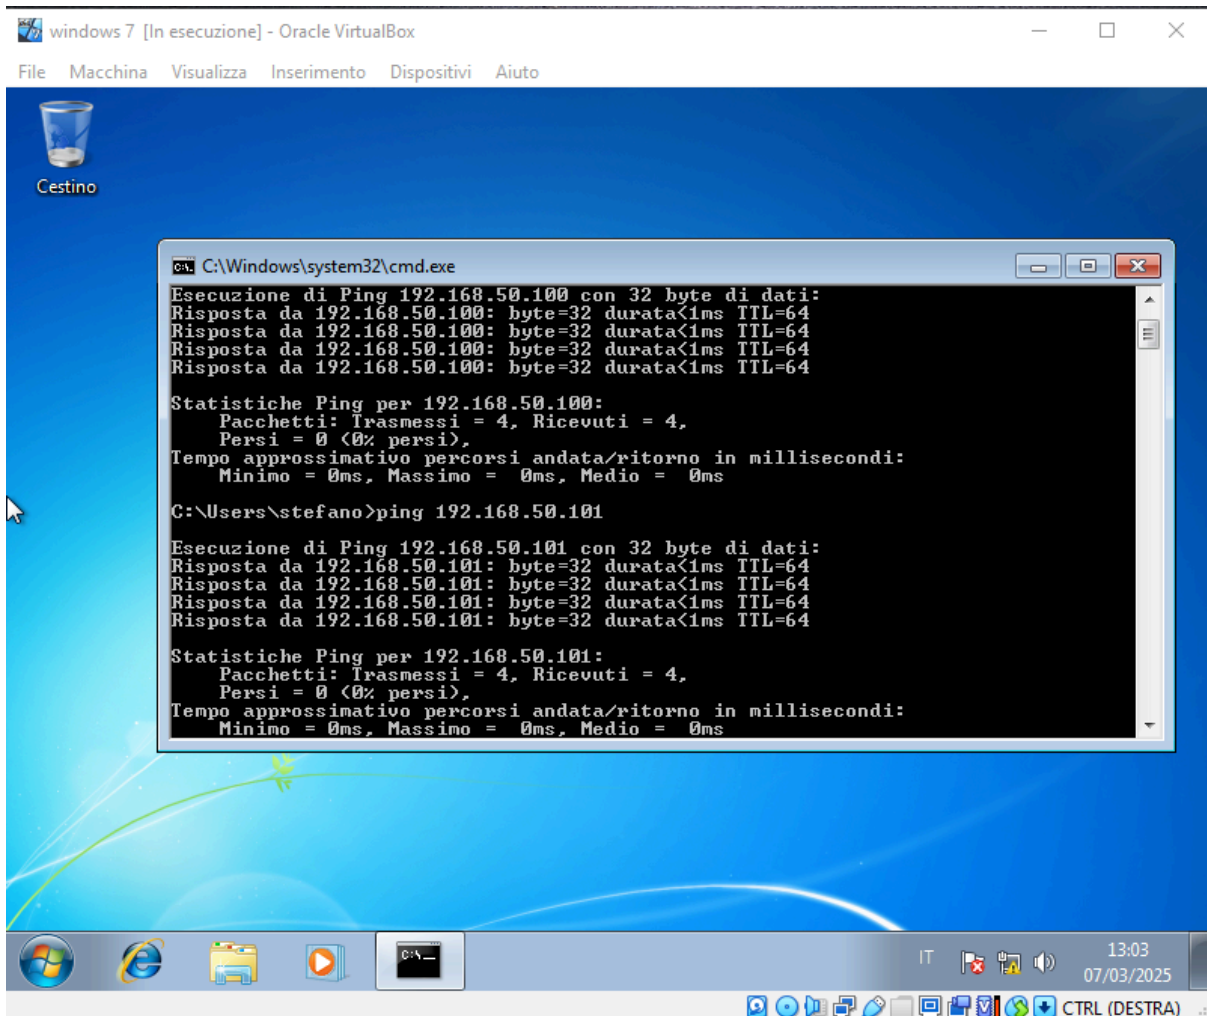 windows 7 [In esecuzione] - Oracle VirtualBox
File Macchina Visualizza Inserimento Dispositivi Aiuto
Cestino
C:\Windows\system32\cmd.exe
Esecuzione di Ping 192.168.50.100 con 32 byte di dati:
Risposta da 192.168.50.100: byte=32 durata<1ms TTL=64
Risposta da 192.168.50.100: byte=32 durata<1ms TTL=64
Risposta da 192.168.50.100: byte=32 durata<1ms TTL=64
Risposta da 192.168.50.100: byte=32 durata<1ms TTL=64
Statistiche Ping per 192.168.50.100:
Pacchetti: Trasmessi = 4, Ricevuti = 4,
Persi = 0 (0% persi),
Tempo approssimativo percorsi andata/ritorno in millisecondi:
Minimo = 0ms, Massimo =  0ms, Medio =  0ms
C:\Users\stefano>ping 192.168.50.101
Esecuzione di Ping 192.168.50.101 con 32 byte di dati:
Risposta da 192.168.50.101: byte=32 durata<1ms TTL=64
Risposta da 192.168.50.101: byte=32 durata<1ms TTL=64
Risposta da 192.168.50.101: byte=32 durata<1ms TTL=64
Risposta da 192.168.50.101: byte=32 durata<1ms TTL=64
Statistiche Ping per 192.168.50.101:
Pacchetti: Trasmessi = 4, Ricevuti = 4,
Persi = 0 (0% persi),
Tempo approssimativo percorsi andata/ritorno in millisecondi:
Minimo = 0ms, Massimo =  0ms, Medio =  0ms
IT
13:03
07/03/2025
CTRL (DESTRA)